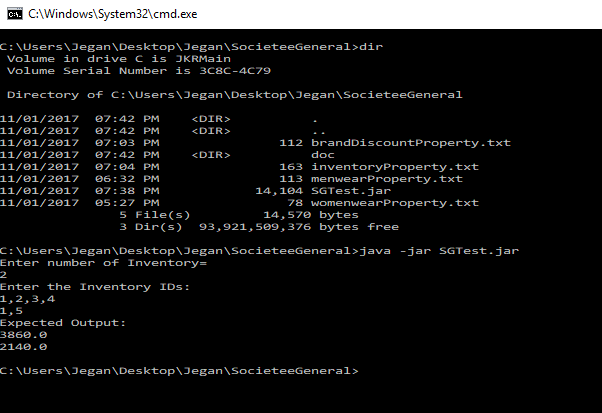 C:\Windows\System32\cmd.exe
C:\Users\Jegan\Desktop\Jegan\SocieteeGeneral>dir
Volume in drive C is JKRMain
Volume Serial Number is 3C8C-4C79
Directory of C:\Users\Jegan\Desktop\Jegan\SocieteeGeneral
11/01/2017  07:42 PM    <DIR>          .
11/01/2017  07:42 PM    <DIR>          ..
11/01/2017  07:03 PM               112 brandDiscountProperty.txt
11/01/2017  07:42 PM    <DIR>          doc
11/01/2017  07:04 PM               163 inventoryProperty.txt
11/01/2017  06:32 PM               113 menwearProperty.txt
11/01/2017  07:38 PM            14,104 SGTest.jar
11/01/2017  05:27 PM                78 womenwearProperty.txt
5 File(s)         14,570 bytes
3 Dir(s)  93,921,509,376 bytes free
C:\Users\Jegan\Desktop\Jegan\SocieteeGeneral>java -jar SGTest.jar
Enter number of Inventory=
2
Enter the Inventory IDs:
1,2,3,4
1,5
Expected Output:
3860.0
2140.0
C:\Users\Jegan\Desktop\Jegan\SocieteeGeneral>